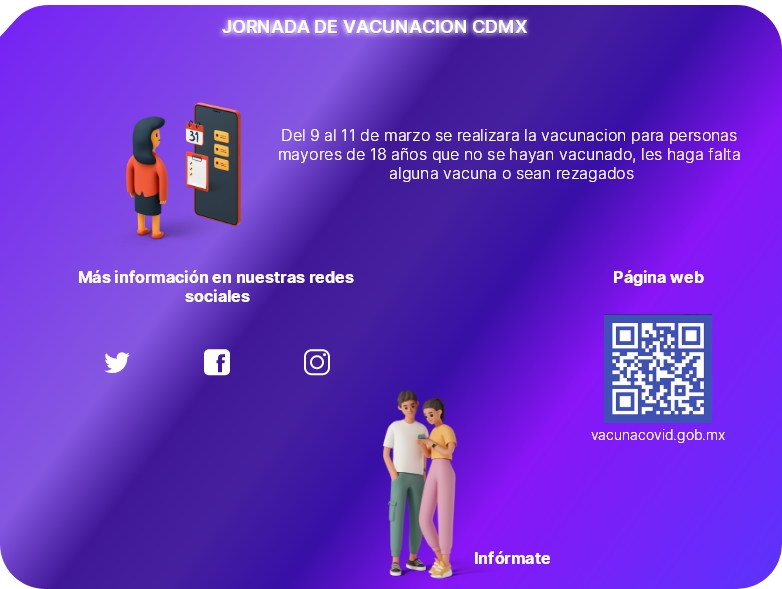 JORNADA DE VACUNACION CDMX
31
Del 9 al 11 de marzo se realizara la vacunacion para personas
mayores de 18 años que no se hayan vacunado, les haga falta
alguna vacuna o sean rezagados
Más información en nuestras redes
sociales
Página web
vacunacovid.gob.mx
Infórmate